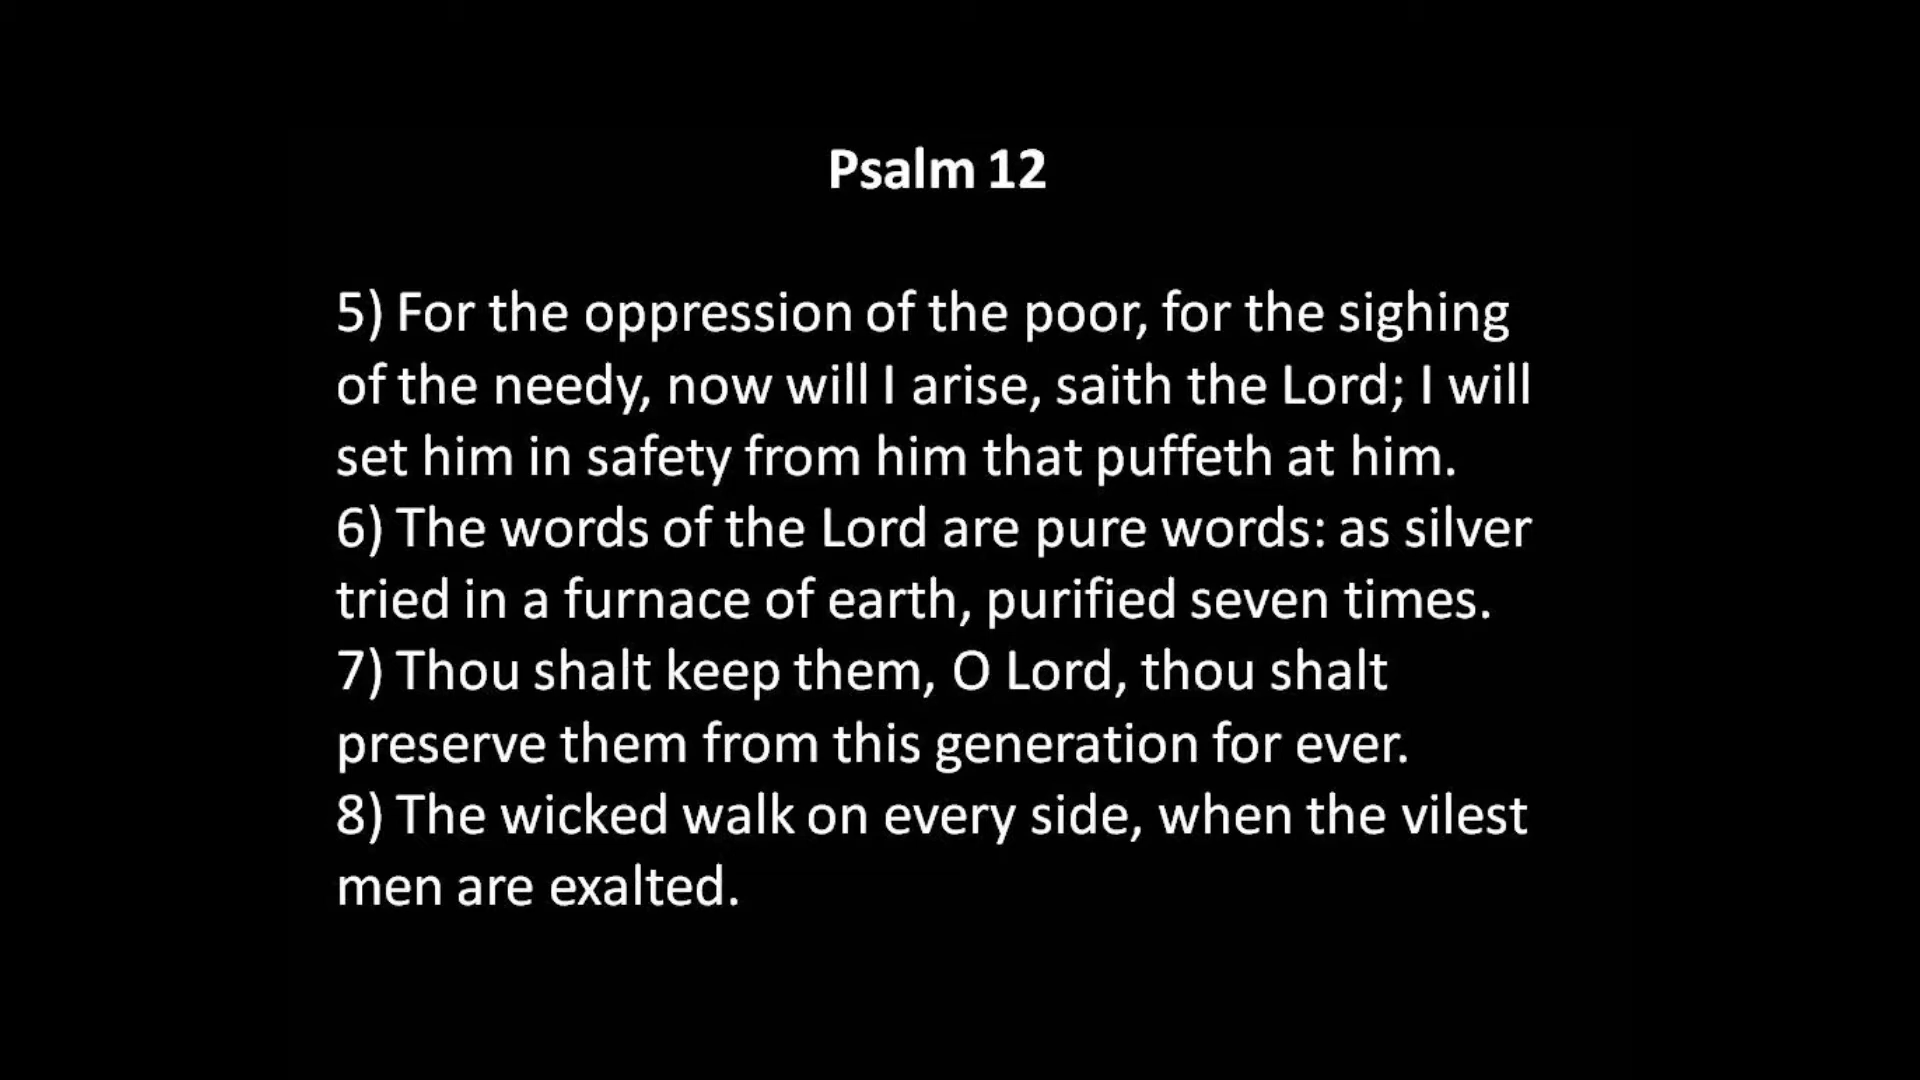 Psalm 12
5) For the oppression of the poor, for the sighing
of the needy, now will I arise, saith the Lord; I will
set him in safety from him that puffeth at him.
6) The words of the Lord are pure words: as silver
tried in a furnace of earth, purified seven times.
7) Thou shalt keep them, O Lord, thou shalt
preserve them from this generation for ever.
8) The wicked walk on every side, when the vilest
men are exalted.